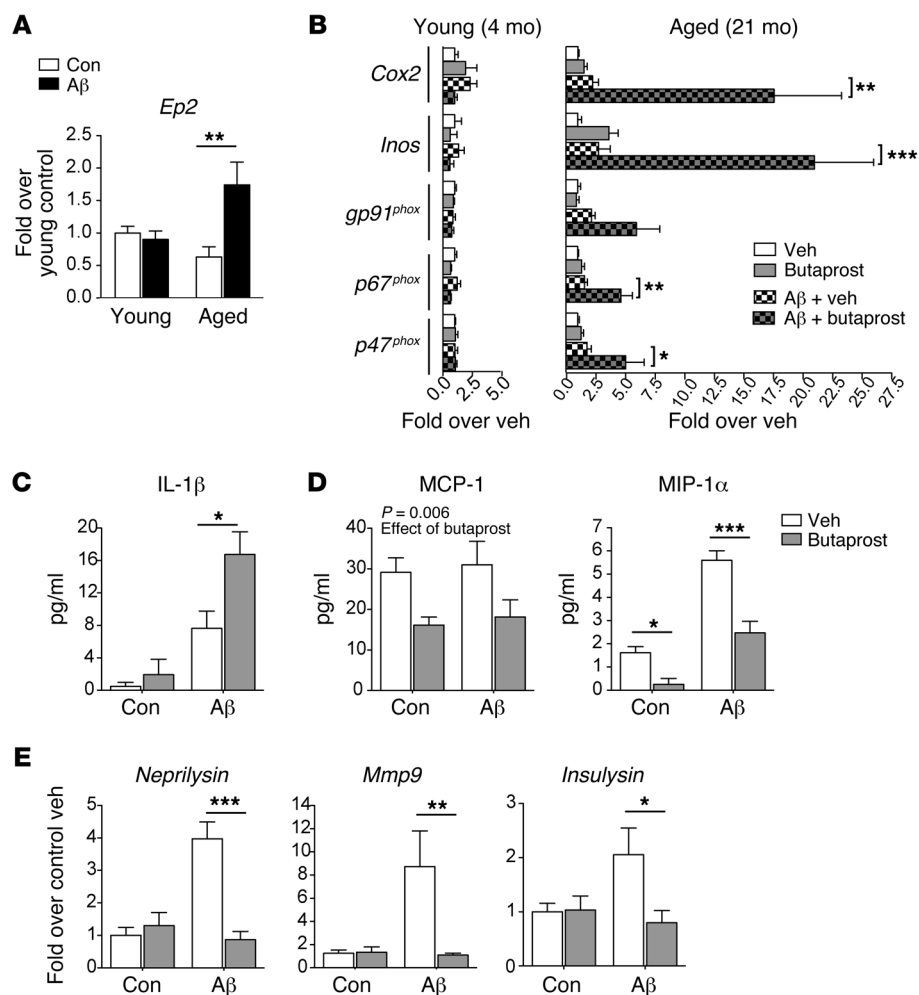 A
Con
Aβ
Ep2
**
Fold over
young control
2.5
2.0
1.5
1.0
0.5
0.0
Young
Aged
B
Young (4 mo)
Aged (21 mo)
Cox2
**
Inos
***
gp91phox
p67phox
**
p47phox
*
Veh
Butaprost
Aβ + veh
Aβ + butaprost
0.0 2.5 5.0
Fold over veh
0.0 2.5 5.0 7.5 10.0 12.5 15.0 17.5 20.0 22.5 25.0 27.5
Fold over veh
C
IL-1β
*
pg/ml
20
16
12
8
4
0
Con
Aβ
D
MCP-1
P = 0.006
Effect of butaprost
pg/ml
40
30
20
10
0
Con
Aβ
MIP-1α
***
*
pg/ml
7
6
5
4
3
2
1
0
Con
Aβ
Veh
Butaprost
E
Fold over control veh
Neprilysin
***
5
4
3
2
1
0
Con
Aβ
Mmp9
**
14
12
10
8
6
4
2
0
Con
Aβ
Insulysin
*
3
2
1
0
Con
Aβ